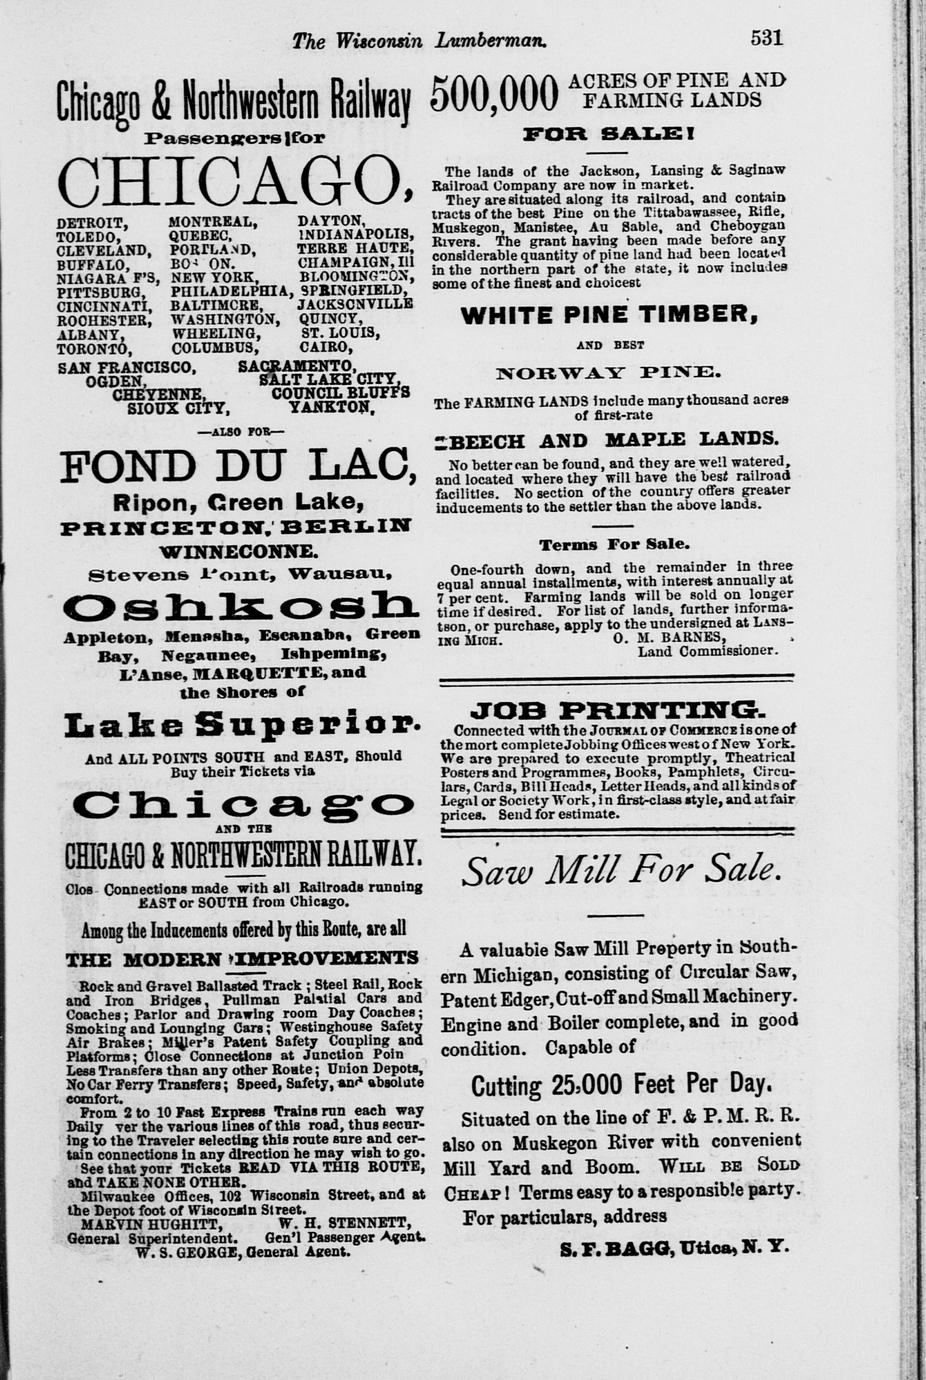 The Wisconsin Lumberman.
531
Chicago & Northwestern Railway
Passengers for
CHICAGO,
DETROIT, MONTREAL, DAYTON,
TOLEDO, QUEBEC, INDIANAPOLIS,
CLEVELAND, PORTLAND, TERRE HAUTE,
BUFFALO, BO ON. CHAMPAIGN, Ill
NIAGARA F'S, NEW YORK, BLOOMINGTON,
PITTSBURG, PHILADELPHIA, SPRINGFIELD,
CINCINNATI, BALTIMORE, JACKSONVILLE
ROCHESTER, WASHINGTON, QUINCY,
ALBANY, WHEELING, ST. LOUIS,
TORONTO, COLUMBUS, CAIRO,
SAN FRANCISCO, SACRAMENTO,
OGDEN, SALT LAKE CITY,
CHEYENNE, COUNCIL BLUFFS
SIOUX CITY, YANKTON,
—ALSO FOR—
FOND DU LAC,
Ripon, Green Lake,
PRINCETON, BERLIN
WINNECONNE.
Stevens Point, Wausau,
Oshkosh
Appleton, Menasha, Escanaba, Green
Bay, Negaunee, Ishpeming,
L'Anse, MARQUETTE, and
the Shores of
Lake Superior.
And ALL POINTS SOUTH and EAST, Should
Buy their Tickets via
Chicago
AND THE
CHICAGO & NORTHWESTERN RAILWAY.
Clos Connections made with all Railroads running
EAST or SOUTH from Chicago.
Among the Inducements offered by this Route, are all
THE MODERN IMPROVEMENTS
Rock and Gravel Ballasted Track; Steel Rail, Rock
and Iron Bridges, Pullman Palatial Cars and
Coaches; Parlor and Drawing room Day Coaches;
Smoking and Lounging Cars; Westinghouse Safety
Air Brakes; Miller's Patent Safety Coupling and
Platforms; Close Connections at Junction Poin
Less Transfers than any other Route; Union Depots,
No Car Ferry Transfers; Speed, Safety, and absolute
comfort.
From 2 to 10 Fast Express Trains run each way
Daily ver the various lines of this road, thus secur-
ing to the Traveler selecting this route sure and cer-
tain connections in any direction he may wish to go.
See that your Tickets READ VIA THIS ROUTE,
and TAKE NONE OTHER.
Milwaukee Offices, 102 Wisconsin Street, and at
the Depot foot of Wisconsin Street.
MARVIN HUGHITT, W. H. STENNETT,
General Superintendent. Gen'l Passenger Agent.
W. S. GEORGE, General Agent.
500,000 ACRES OF PINE AND
FARMING LANDS
FOR SALE!
The lands of the Jackson, Lansing & Saginaw
Railroad Company are now in market.
They are situated along its railroad, and contain
tracts of the best Pine on the Tittabawassee, Rifle,
Muskegon, Manistee, Au Sable, and Cheboygan
Rivers. The grant having been made before any
considerable quantity of pine land had been located
in the northern part of the state, it now includes
some of the finest and choicest
WHITE PINE TIMBER,
AND BEST
NORWAY PINE.
The FARMING LANDS include many thousand acres
of first-rate
BEECH AND MAPLE LANDS.
No better can be found, and they are well watered,
and located where they will have the best railroad
facilities. No section of the country offers greater
inducements to the settler than the above lands.
Terms For Sale.
One-fourth down, and the remainder in three
equal annual installments, with interest annually at
7 per cent. Farming lands will be sold on longer
time if desired. For list of lands, further informa-
tson, or purchase, apply to the undersigned at LANS-
ING MICH. O. M. BARNES,
Land Commissioner.
JOB PRINTING.
Connected with the JOURMAL OF COMMERCE is one of
the mort complete Jobbing Offices west of New York.
We are prepared to execute promptly, Theatrical
Posters and Programmes, Books, Pamphlets, Circu-
lars, Cards, Bill Heads, Letter Heads, and all kinds of
Legal or Society Work, in first-class style, and at fair
prices. Send for estimate.
Saw Mill For Sale.
A valuable Saw Mill Property in South-
ern Michigan, consisting of Circular Saw,
Patent Edger, Cut-off and Small Machinery.
Engine and Boiler complete, and in good
condition. Capable of
Cutting 25,000 Feet Per Day.
Situated on the line of F. & P. M. R. R.
also on Muskegon River with convenient
Mill Yard and Boom. WILL BE SOLD
CHEAP! Terms easy to a responsible party.
For particulars, address
S. F. BAGG, Utica, N. Y.